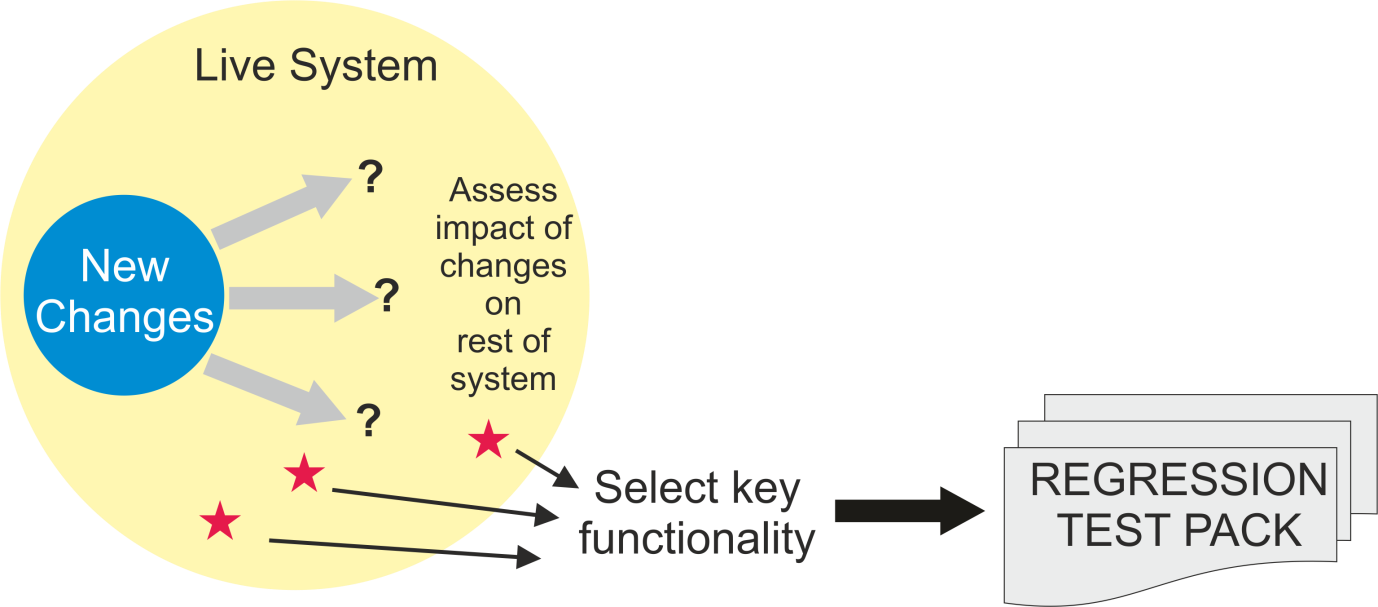 Live System
New
Changes
?
?
?
Assess
impact of
changes
on
rest of
system
Select key
functionality
REGRESSION
TEST PACK